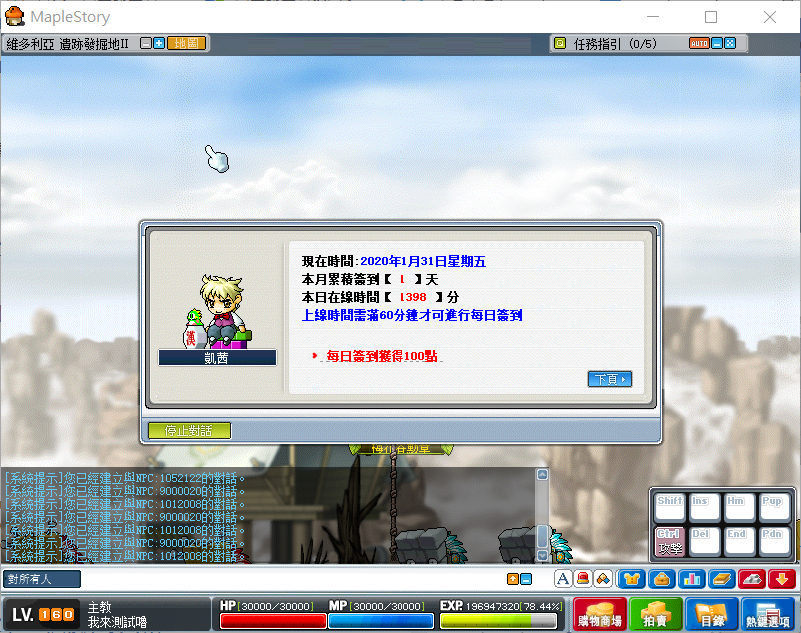 MapleStory
維多利亞 遺跡發掘地II
地圖
任務指引 (0/5)
AUTO
現在時間:2020年1月31日星期五
本月累積簽到【 1 】天
本日在線時間【 1398 】分
上線時間需滿60分鐘才可進行每日簽到
每日簽到獲得100點
漢
凱茜
下頁
停止對話
[系統提示]您已經建立與NPC:1052122的對話。
[系統提示]您已經建立與NPC:9000020的對話。
[系統提示]您已經建立與NPC:1012008的對話。
[系統提示]您已經建立與NPC:9000020的對話。
[系統提示]您已經建立與NPC:1012008的對話。
[系統提示]您已經建立與NPC:9000020的對話。
[系統提示]您已經建立與NPC:1012008的對話。
Shift Ins Hm Pup
Ctrl Del End Pdn
攻擊
對所有人
A
LV. 160
主教
我來測試嚕
HP[30000/30000] MP[30000/30000] EXP.196947320[78.44%]
購物商場 拍賣 目錄 熱鍵選項